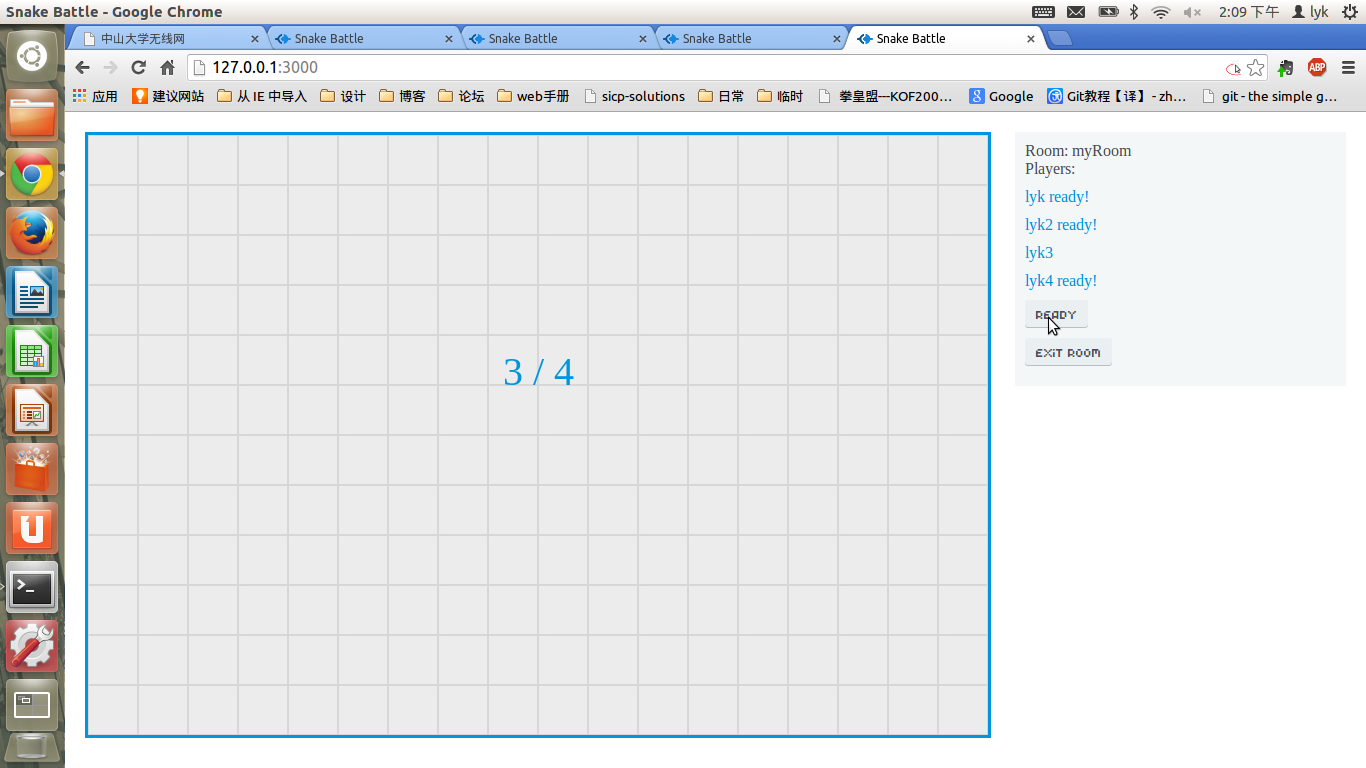 Snake Battle - Google Chrome
2:09 下午 lyk
中山大学无线网 Snake Battle Snake Battle Snake Battle Snake Battle
127.0.0.1:3000 ABP
应用 建议网站 从 IE 中导入 设计 博客 论坛 web手册 sicp-solutions 日常 临时 拳皇盟---KOF200... Google Git教程【译】 - zh... git - the simple g...
Room: myRoom
Players:
lyk ready!
lyk2 ready!
lyk3
lyk4 ready!
READY
EXIT ROOM
3 / 4